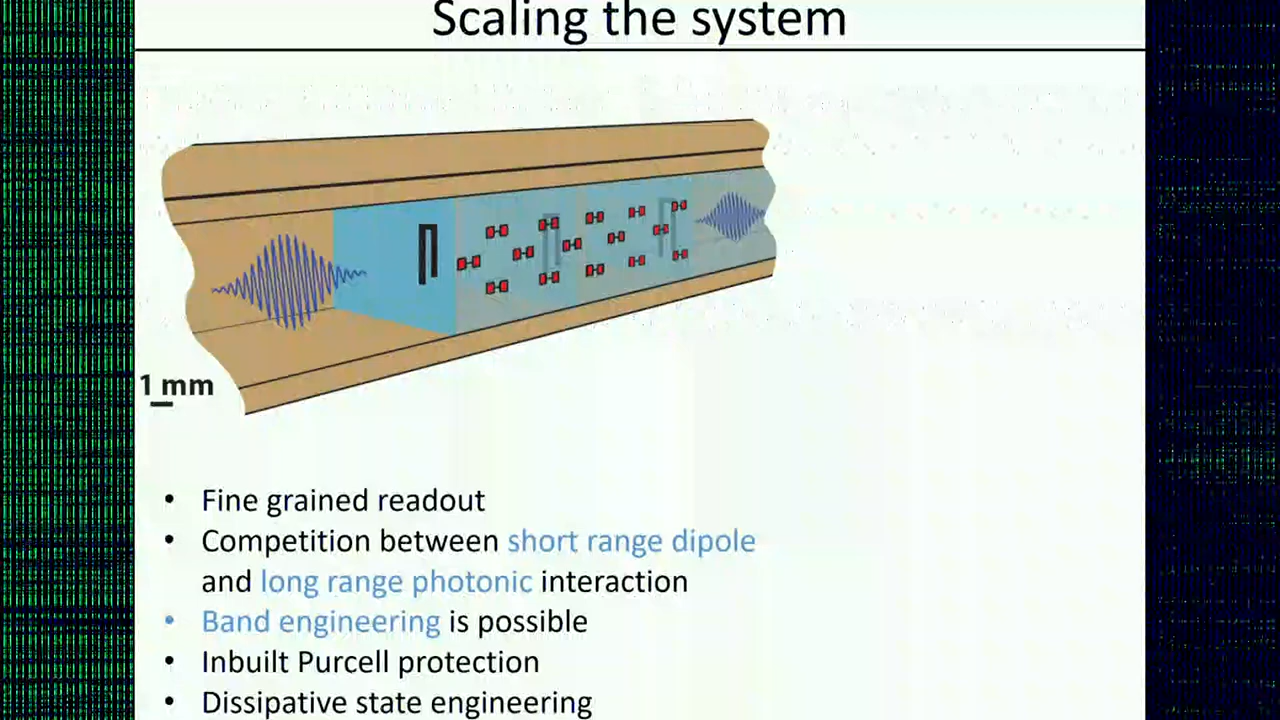 Scaling the system
1 mm
• Fine grained readout
• Competition between short range dipole
and long range photonic interaction
• Band engineering is possible
• Inbuilt Purcell protection
• Dissipative state engineering